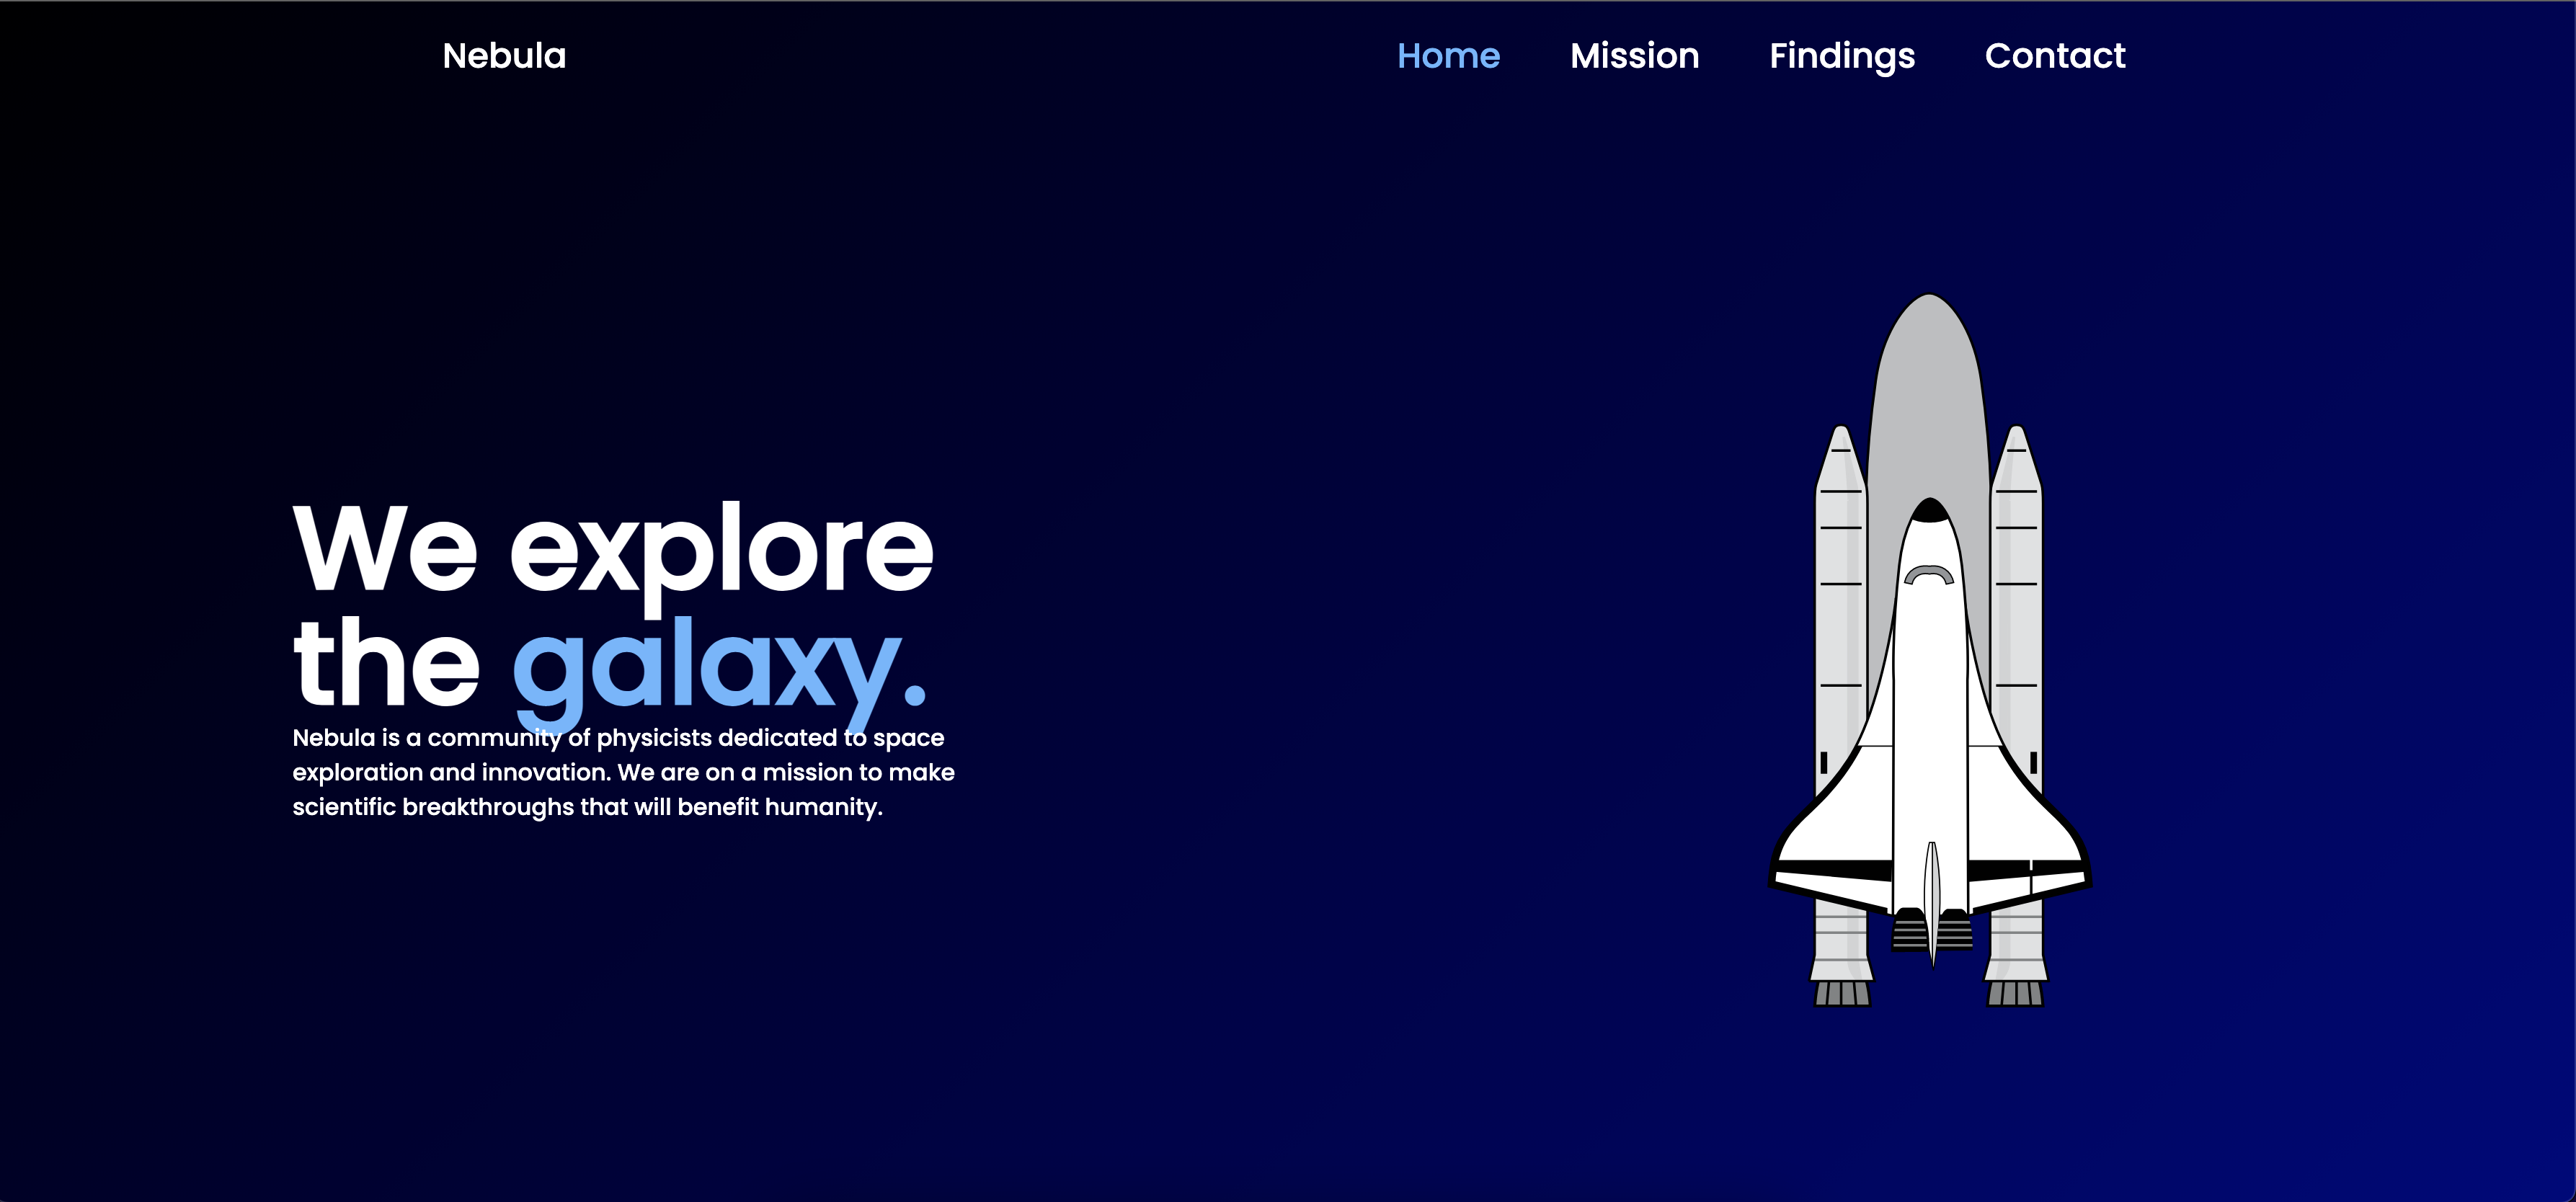 Nebula
Home Mission Findings Contact
We explore
the galaxy.
Nebula is a community of physicists dedicated to space
exploration and innovation. We are on a mission to make
scientific breakthroughs that will benefit humanity.